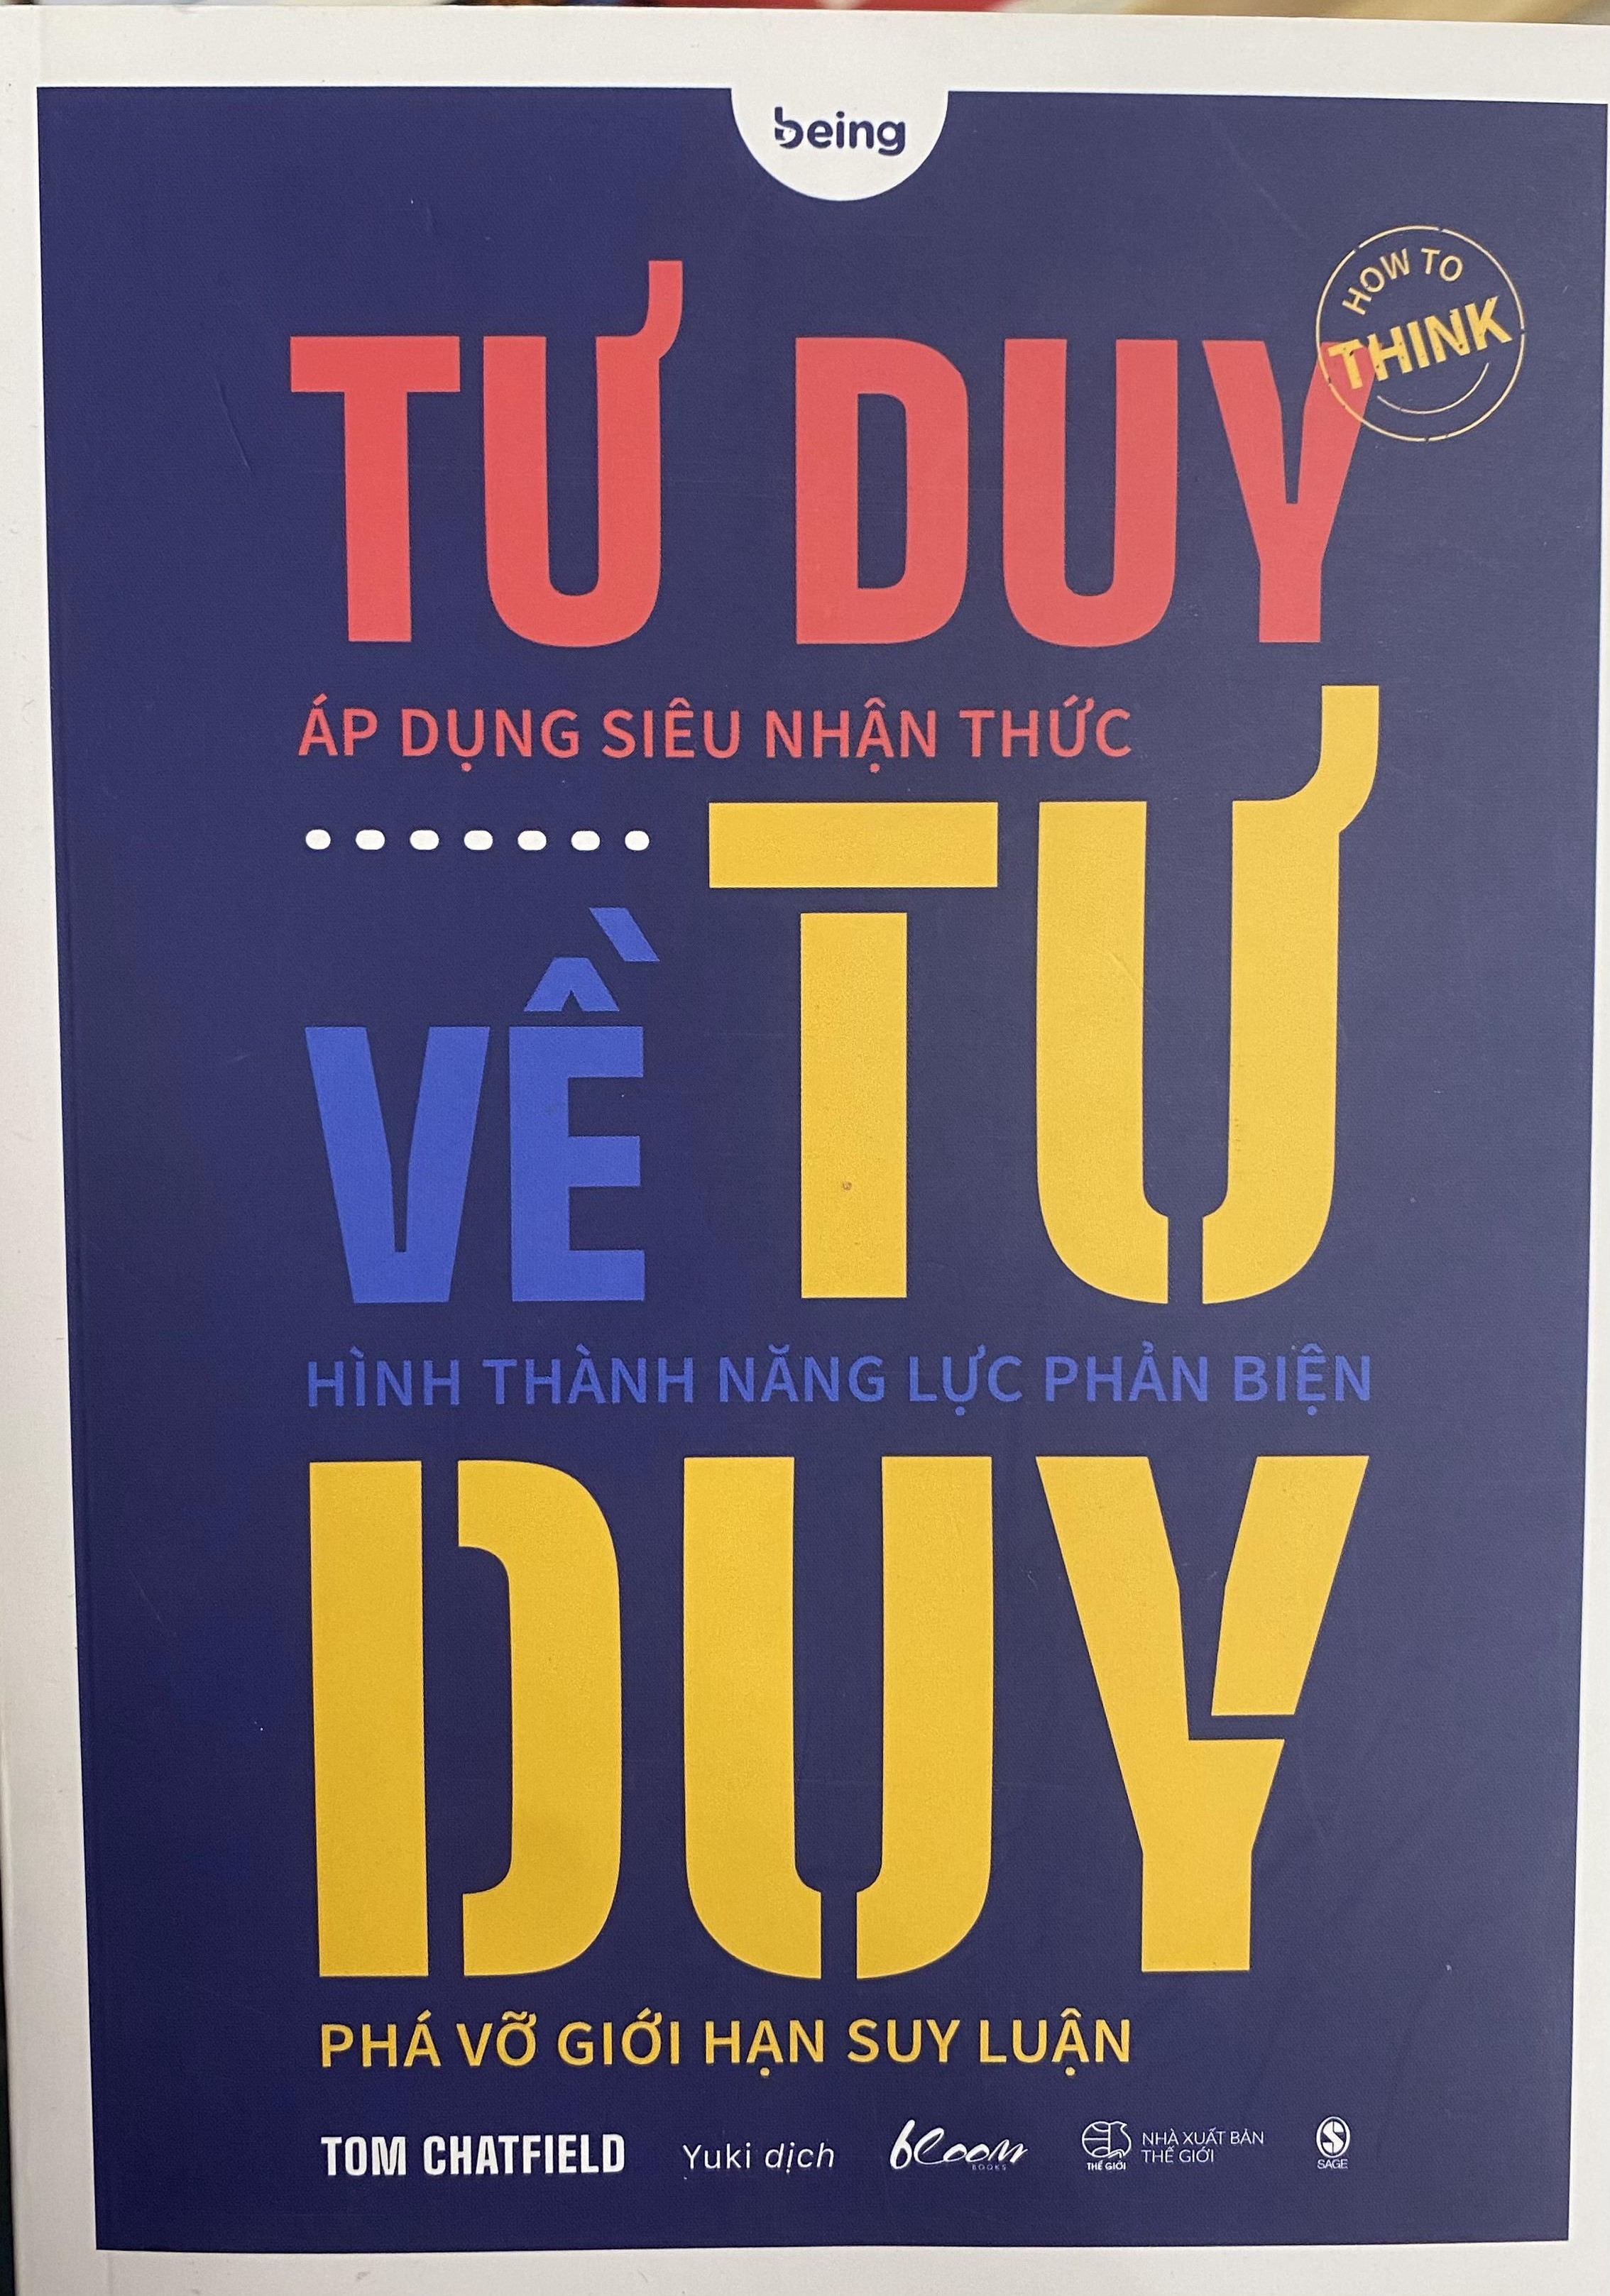 being
HOW TO
THINK
TƯ DUY
ÁP DỤNG SIÊU NHẬN THỨC
VỀ TƯ
HÌNH THÀNH NĂNG LỰC PHẢN BIỆN
DUY
PHÁ VỠ GIỚI HẠN SUY LUẬN
TOM CHATFIELD Yuki dịch bloom BOOKS THẾ GIỚI NHÀ XUẤT BẢN THẾ GIỚI S SAGE